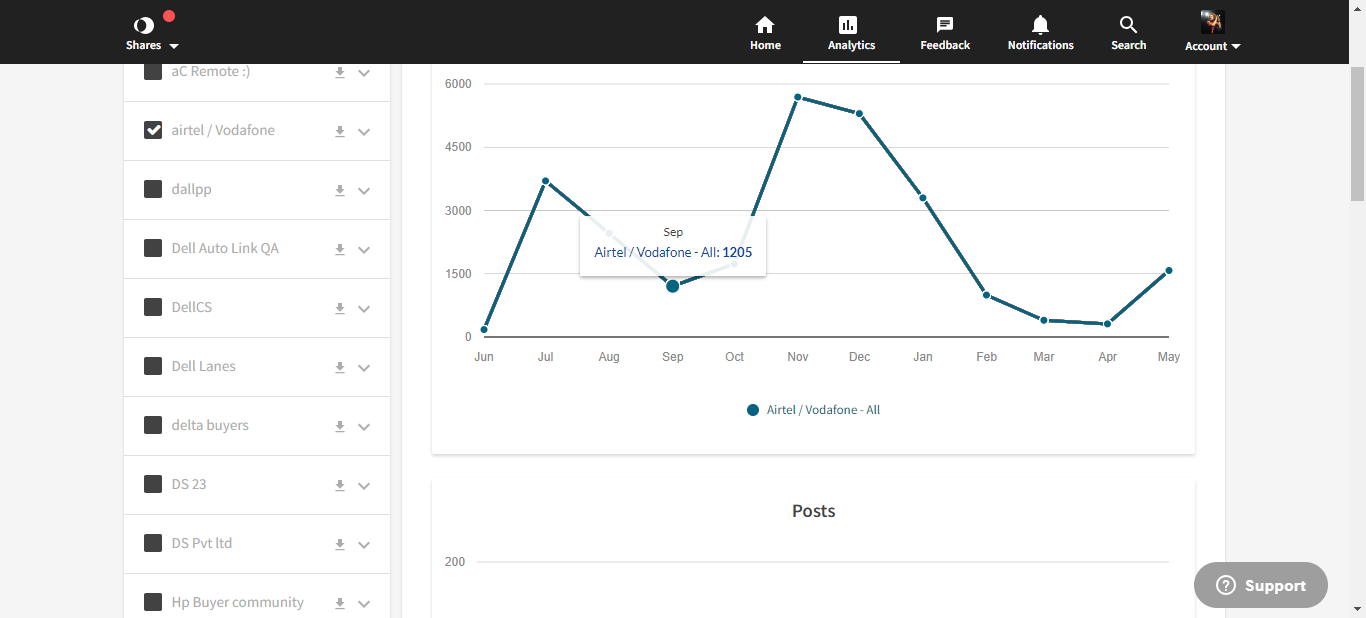 Shares
Home
Analytics
Feedback
Notifications
Search
Account
aC Remote :)
airtel / Vodafone
dallpp
Dell Auto Link QA
DellCS
Dell Lanes
delta buyers
DS 23
DS Pvt ltd
Hp Buyer community
6000
4500
3000
1500
0
Sep
Airtel / Vodafone - All: 1205
Jun Jul Aug Sep Oct Nov Dec Jan Feb Mar Apr May
Airtel / Vodafone - All
Posts
200
? Support